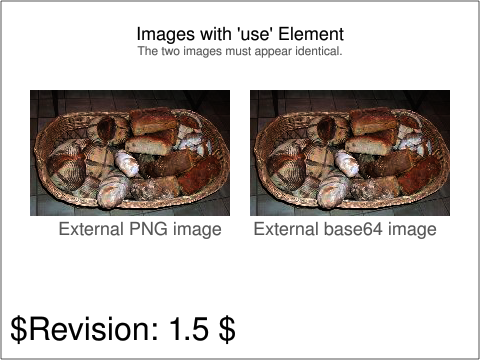 Images with 'use' Element
The two images must appear identical.
External PNG image
External base64 image
$Revision: 1.5 $